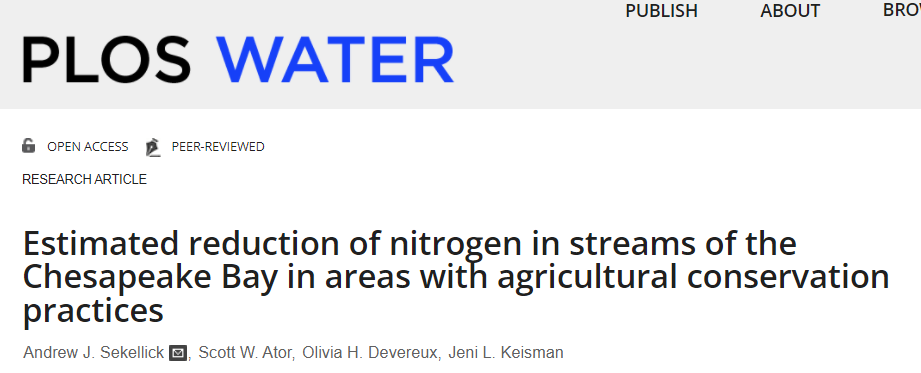 PUBLISH ABOUT BRO
PLOS WATER
OPEN ACCESS PEER-REVIEWED
RESEARCH ARTICLE
Estimated reduction of nitrogen in streams of the
Chesapeake Bay in areas with agricultural conservation
practices
Andrew J. Sekellick , Scott W. Ator, Olivia H. Devereux, Jeni L. Keisman